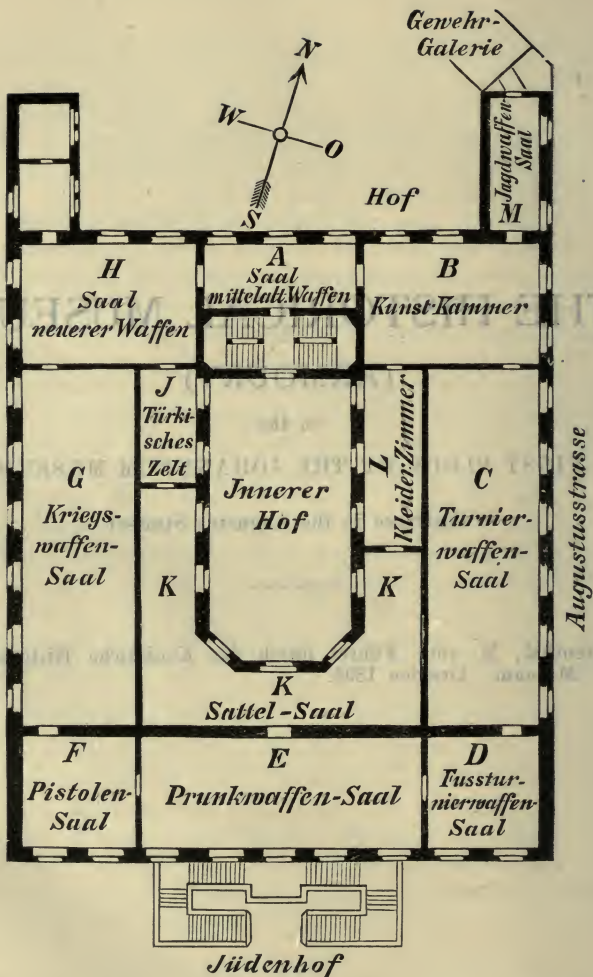 Gewehr-
Galerie
N
W
O
S
Hof
Jagdwaffen-
Saal
M
H
Saal
neuerer Waffen
A
Saal
mittelalt. Waffen
B
Kunst-Kammer
J
Türki-
sches
Zelt
G
Kriegs-
waffen-
Saal
Innerer
Hof
L
Kleider Zimmer
C
Turnier-
waffen-
Saal
Augustusstrasse
K
K
K
Sattel-Saal
F
Pistolen-
Saal
E
Prunkwaffen-Saal
D
Fusstur-
nierwaffen-
Saal
Jüdenhof